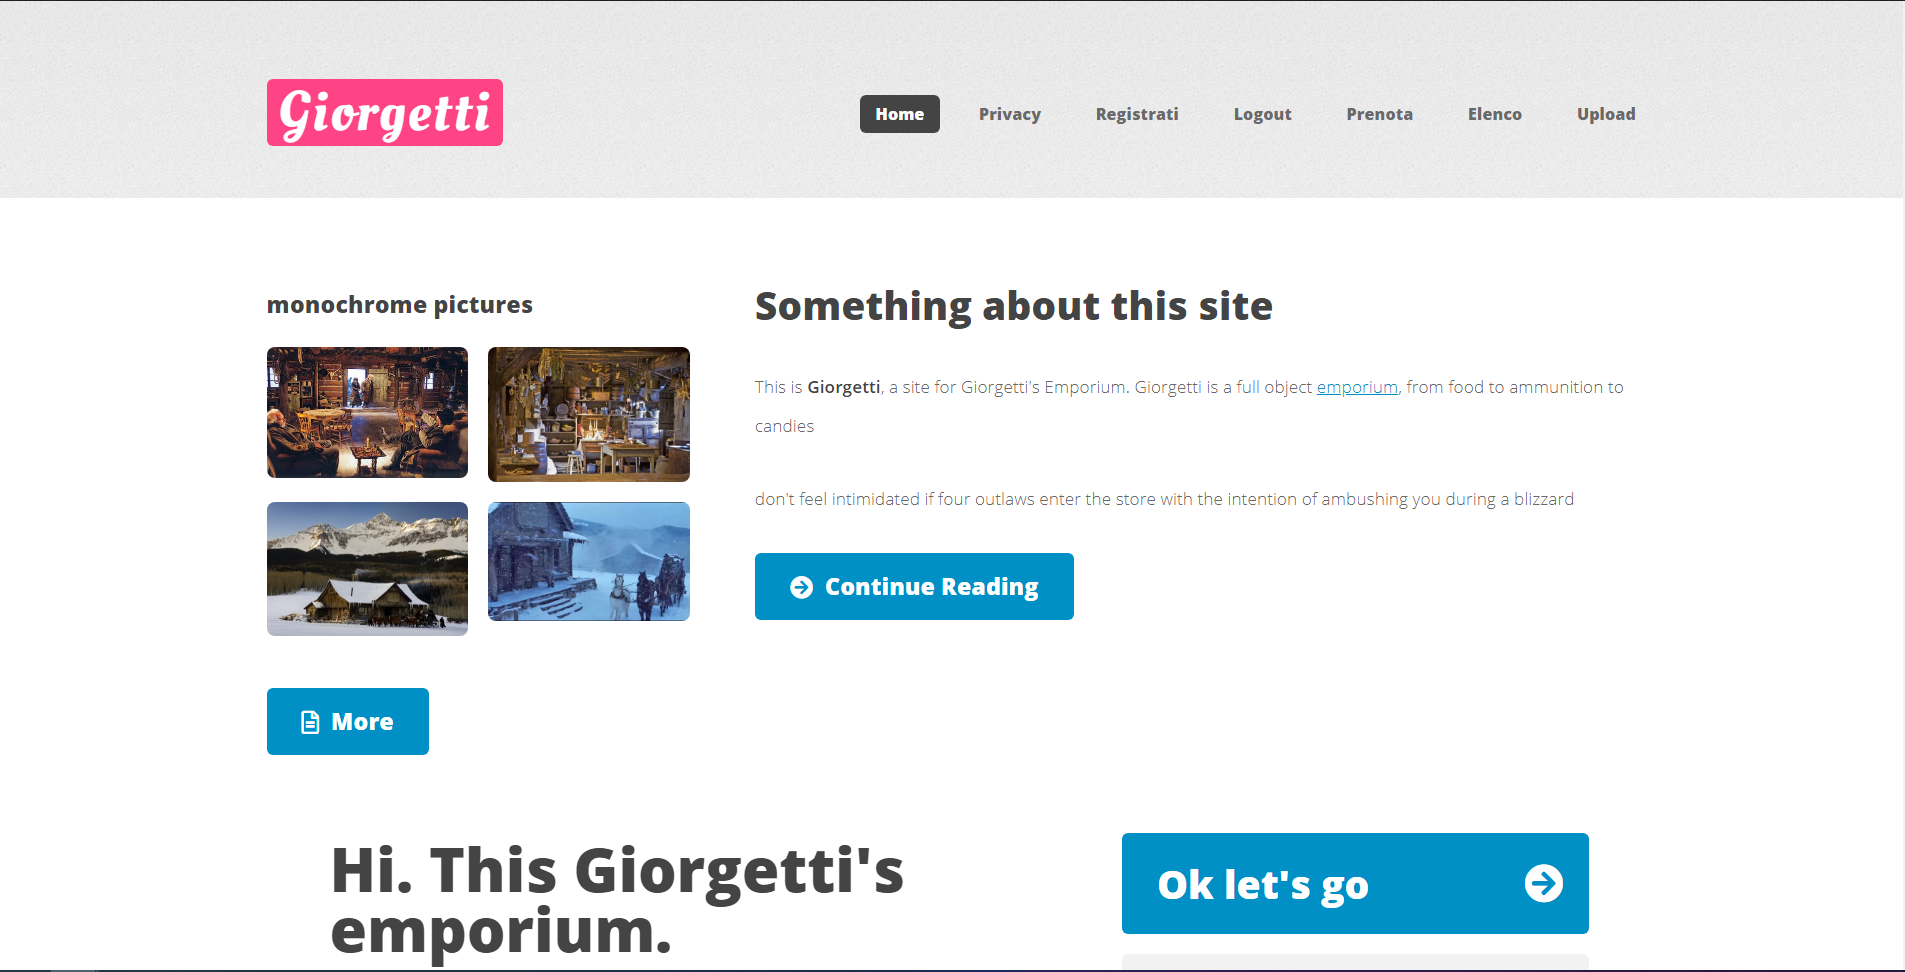 Giorgetti
Home Privacy Registrati Logout Prenota Elenco Upload
monochrome pictures
Something about this site
This is Giorgetti, a site for Giorgetti's Emporium. Giorgetti is a full object emporium, from food to ammunition to
candies
don't feel intimidated if four outlaws enter the store with the intention of ambushing you during a blizzard
Continue Reading
More
Hi. This Giorgetti's
emporium.
Ok let's go